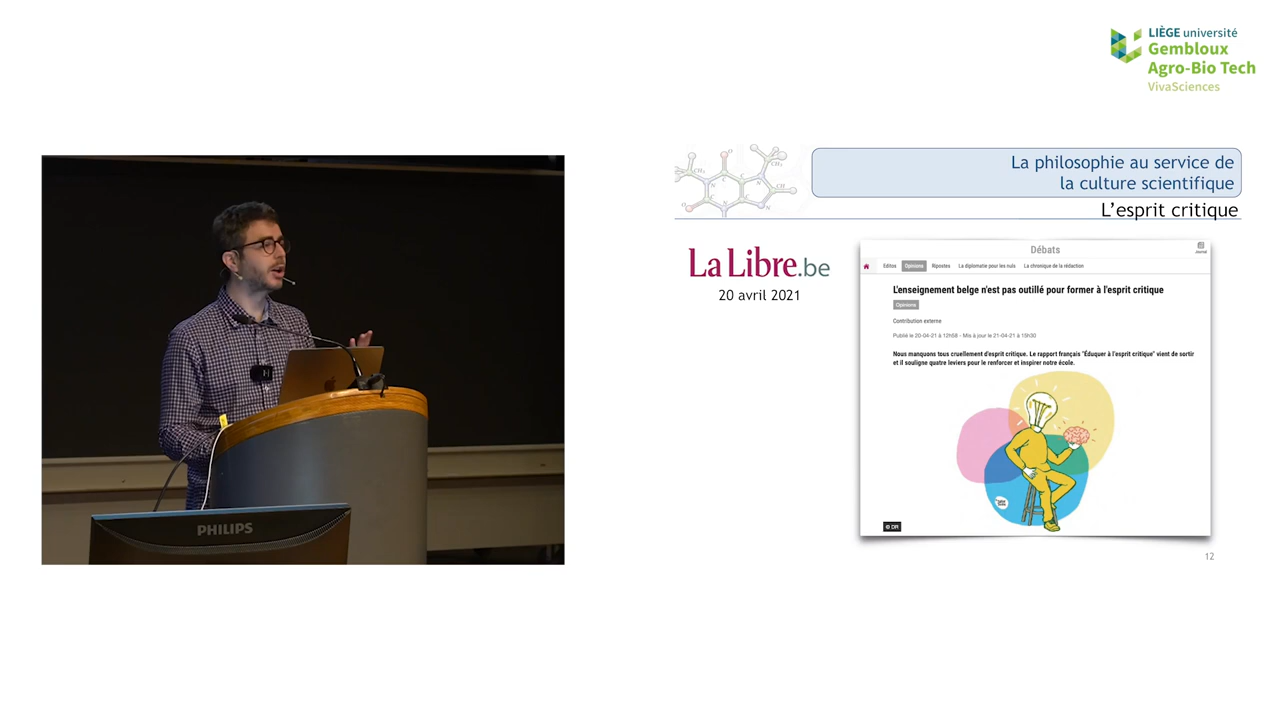 LIÈGE université
Gembloux
Agro-Bio Tech
VivaSciences
La philosophie au service de
la culture scientifique
L'esprit critique
La Libre.be
20 avril 2021
Débats
Journal
Editos Opinions Ripostes La diplomatie pour les nuls La chronique de la rédaction
L'enseignement belge n'est pas outillé pour former à l'esprit critique
Opinions
Contribution externe
Publié le 20-04-21 à 12h58 - Mis à jour le 21-04-21 à 15h30
Nous manquons tous cruellement d'esprit critique. Le rapport français "Éduquer à l'esprit critique" vient de sortir
et il souligne quatre leviers pour le renforcer et inspirer notre école.
© DR
12
PHILIPS